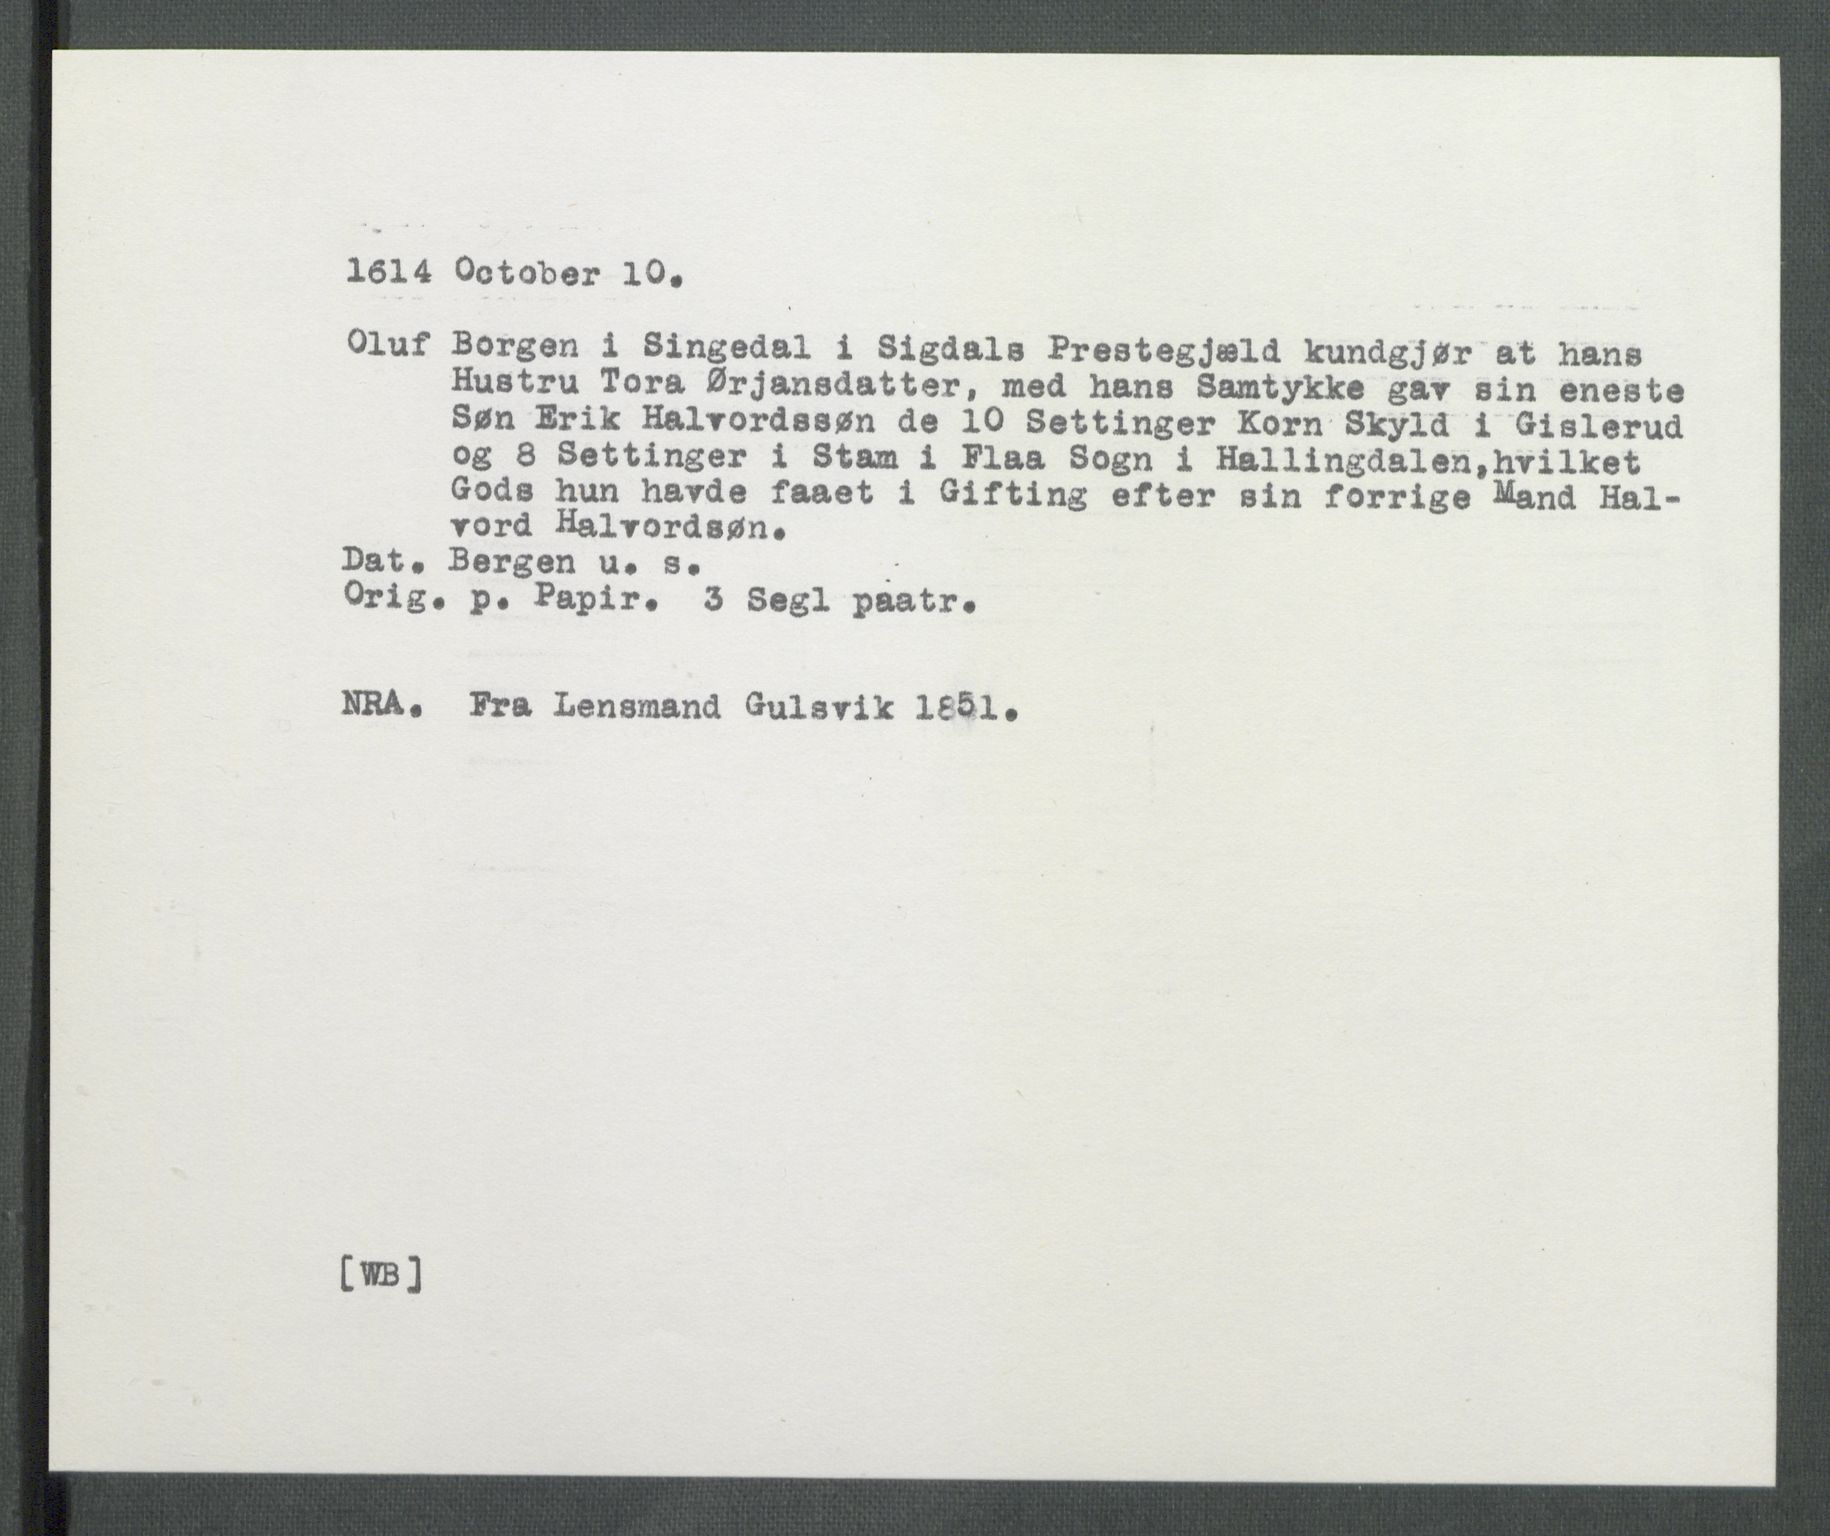 1614 October 10.
Oluf Borgen i Singedal i Sigdals Prestegjæld kundgjør at hans
Hustru Tora Ørjansdatter, med hans Samtykke gav sin eneste
Søn Erik Halvordssøn de 10 Settinger Korn Skyld i Gislerud
og 8 Settinger i Stam i Flaa Sogn i Hallingdalen,hvilket
Gods hun havde faaet i Gifting efter sin forrige Mand Hal-
vord Halvordsøn.
Dat. Bergen u. s.
Orig. p. Papir. 3 Segl paatr.
NRA. Fra Lensmand Gulsvik 1851.
[WB]